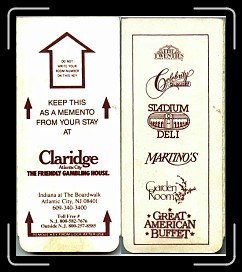 DO NOT
WRITE YOUR
ROOM NUMBER
ON THIS KEY
KEEP THIS
AS A MEMENTO
FROM YOUR STAY
AT
Claridge
Atlantic City
THE FRIENDLY GAMBLING HOUSE.
Indiana at The Boardwalk
Atlantic City, NJ 08401
609-340-3400
Toll Free #
N.J. 800-582-7676
Outside N.J. 800-257-8585
THE
TWENTIES
Celebrity
STADIUM
DELI
MARTINO'S
Garden
Room
GREAT
AMERICAN
BUFFET